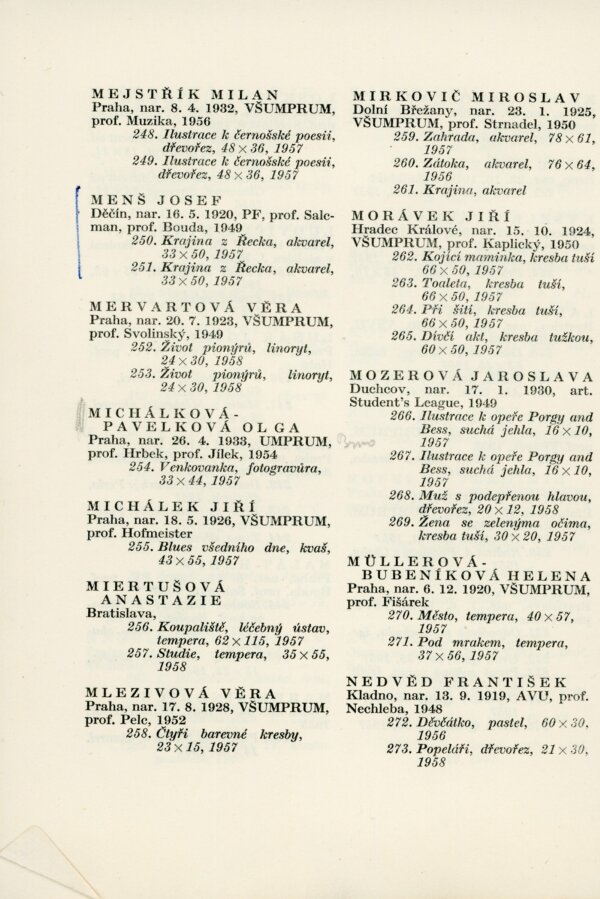 MEJSTŘÍK MILAN
Praha, nar. 8. 4. 1932, VŠUMPRUM,
prof. Muzika, 1956
248. Ilustrace k černošské poesii,
dřevořez, 48×36, 1957
249. Ilustrace k černošské poesii,
dřevořez, 48×36, 1957
MENŠ JOSEF
Děčín, nar. 16. 5. 1920, PF, prof. Salc-
man, prof. Bouda, 1949
250. Krajina z Řecka, akvarel,
33×50, 1957
251. Krajina z Řecka, akvarel,
33×50, 1957
MERVARTOVÁ VĚRA
Praha, nar. 20. 7. 1923, VŠUMPRUM,
prof. Svolinský, 1949
252. Život pionýrů, linoryt,
24×30, 1958
253. Život pionýrů, linoryt,
24×30, 1958
MICHÁLKOVÁ-
PAVELKOVÁ OLGA
Praha, nar. 26. 4. 1933, UMPRUM,
prof. Hrbek, prof. Jílek, 1954
254. Venkovanka, fotogravůra,
33×44, 1957
MICHÁLEK JIŘÍ
Praha, nar. 18. 5. 1926, VŠUMPRUM,
prof. Hofmeister
255. Blues všedního dne, kvaš,
43×55, 1957
MIERTUŠOVÁ
ANASTAZIE
Bratislava,
256. Koupaliště, léčebný ústav,
tempera, 62×115, 1957
257. Studie, tempera, 35×55,
1958
MLEZIVOVÁ VĚRA
Praha, nar. 17. 8. 1928, VŠUMPRUM,
prof. Pelc, 1952
258. Čtyři barevné kresby,
23×15, 1957
MIRKOVIČ MIROSLAV
Dolní Břežany, nar. 23. 1. 1925,
VŠUMPRUM, prof. Strnadel, 1950
259. Zahrada, akvarel, 78×61,
1957
260. Zátoka, akvarel, 76×64,
1956
261. Krajina, akvarel
MORÁVEK JIŘÍ
Hradec Králové, nar. 15. 10. 1924,
VŠUMPRUM, prof. Kaplický, 1950
262. Kojící maminka, kresba tuší
66×50, 1957
263. Toaleta, kresba tuší,
66×50, 1957
264. Při šití, kresba tuší,
66×50, 1957
265. Dívčí akt, kresba tužkou,
60×50, 1957
MOZEROVÁ JAROSLAVA
Duchcov, nar. 17. 1. 1930, art.
Student's League, 1949
266. Ilustrace k opeře Porgy and
Bess, suchá jehla, 16×10,
1957
267. Ilustrace k opeře Porgy and
Bess, suchá jehla, 16×10,
1957
268. Muž s podepřenou hlavou,
dřevořez, 20×12, 1958
269. Žena se zelenýma očima,
kresba tuší, 30×20, 1957
MÜLLEROVÁ-
BUBENÍKOVÁ HELENA
Praha, nar. 6. 12. 1920, VŠUMPRUM,
prof. Fišárek
270. Město, tempera, 40×57,
1957
271. Pod mrakem, tempera,
37×56, 1957
NEDVĚD FRANTIŠEK
Kladno, nar. 13. 9. 1919, AVU, prof.
Nechleba, 1948
272. Děvčátko, pastel, 60×30,
1956
273. Popeláři, dřevořez, 21×30,
1958